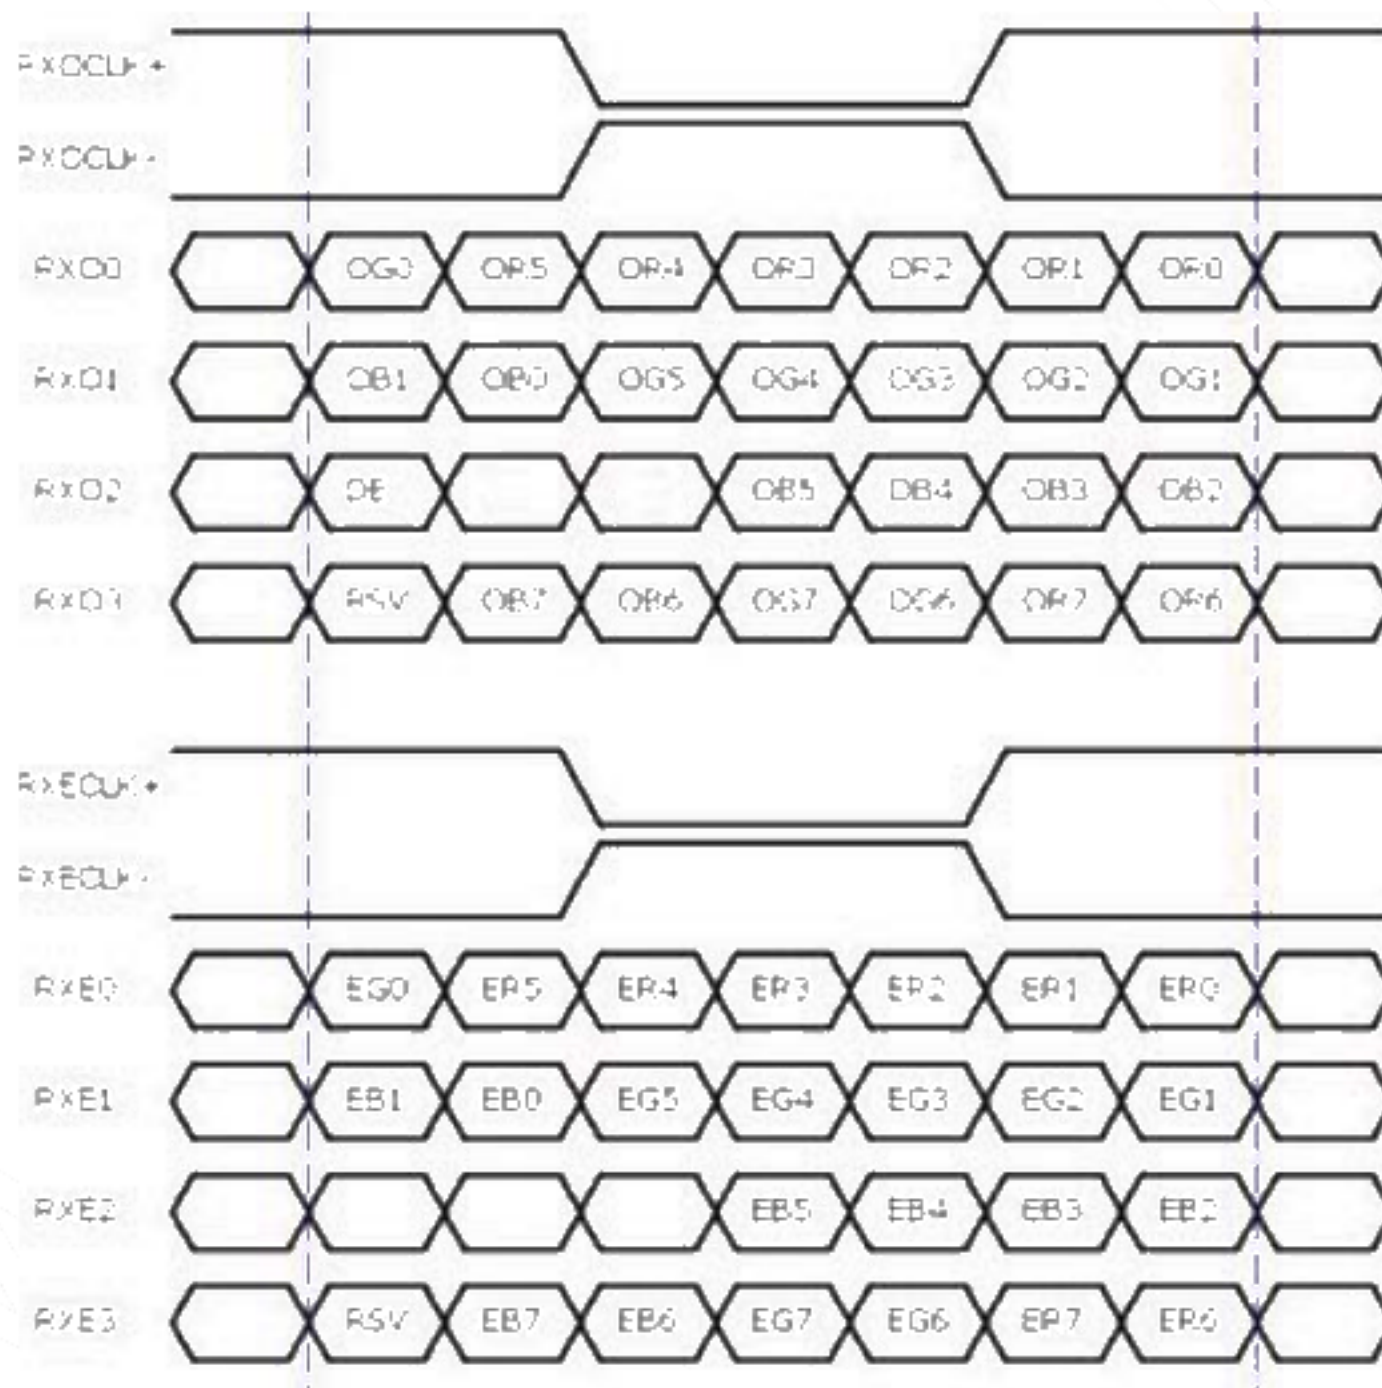 RXOCLK+
RXOCLK-
RXO0 OG0 OR5 OR4 OR3 OR2 OR1 OR0
RXO1 OB1 OB0 OG5 OG4 OG3 OG2 OG1
RXO2 DE OB5 OB4 OB3 OB2
RXO3 RSV OB7 OB6 OG7 OG6 OR7 OR6
RXECLK+
RXECLK-
RXE0 EG0 ER5 ER4 ER3 ER2 ER1 ER0
RXE1 EB1 EB0 EG5 EG4 EG3 EG2 EG1
RXE2 EB5 EB4 EB3 EB2
RXE3 RSV EB7 EB6 EG7 EG6 ER7 ER6